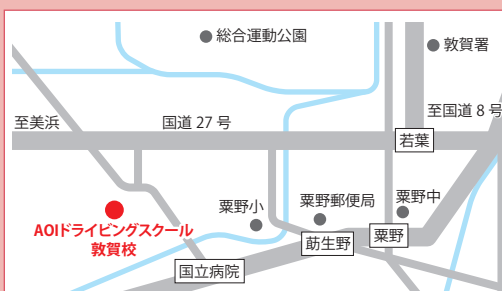 総合運動公園
敦賀署
至国道 8 号
至美浜
国道 27 号
若葉
粟野小
粟野郵便局
粟野中
AOIドライビングスクール
敦賀校
莇生野
粟野
国立病院